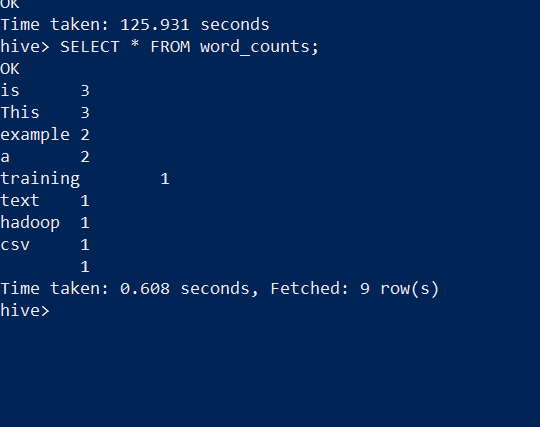 OK
Time taken: 125.931 seconds
hive> SELECT * FROM word_counts;
OK
is 3
This 3
example 2
a 2
training 1
text 1
hadoop 1
csv 1
1
Time taken: 0.608 seconds, Fetched: 9 row(s)
hive>